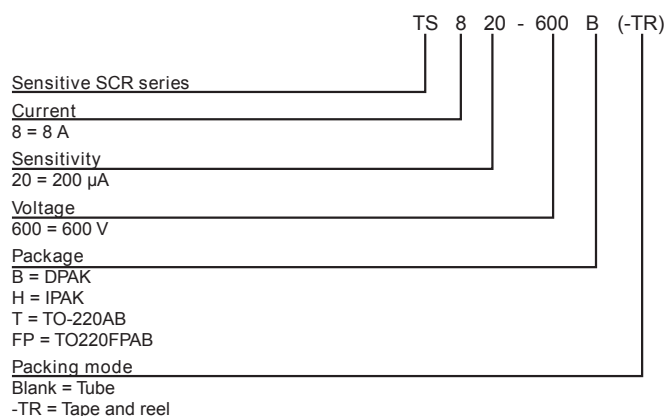 TS 8 20 - 600 B (-TR)
Sensitive SCR series
Current
8 = 8 A
Sensitivity
20 = 200 µA
Voltage
600 = 600 V
Package
B = DPAK
H = IPAK
T = TO-220AB
FP = TO220FPAB
Packing mode
Blank = Tube
-TR = Tape and reel